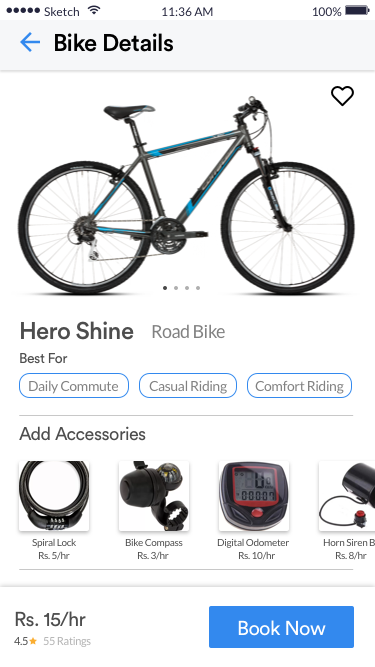 Sketch 11:36 AM 100%
Bike Details
Hero Shine Road Bike
Best For
Daily Commute Casual Riding Comfort Riding
Add Accessories
Spiral Lock Bike Compass Digital Odometer Horn Siren B
Rs. 5/hr Rs. 3/hr Rs. 10/hr Rs. 8/hr
Rs. 15/hr
4.5★ 55 Ratings
Book Now